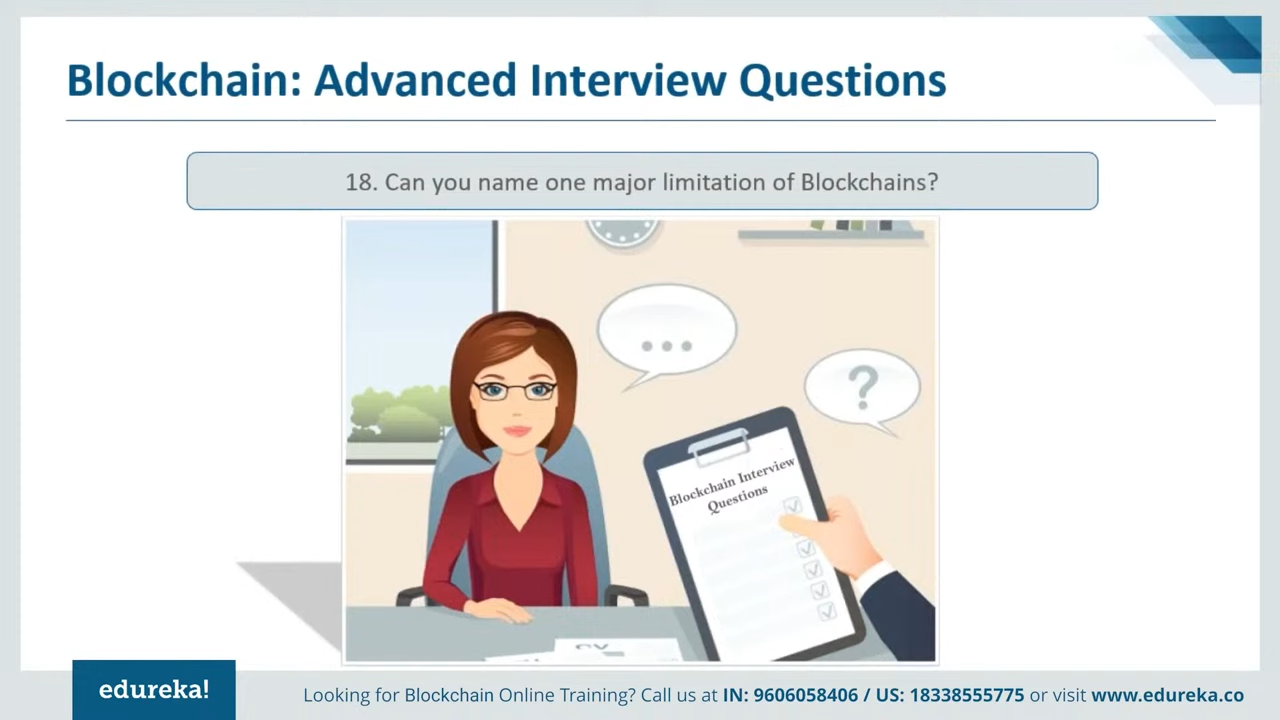 Blockchain: Advanced Interview Questions
18. Can you name one major limitation of Blockchains?
?
Blockchain Interview
Questions
edureka!
Looking for Blockchain Online Training? Call us at IN: 9606058406 / US: 18338555775 or visit www.edureka.co